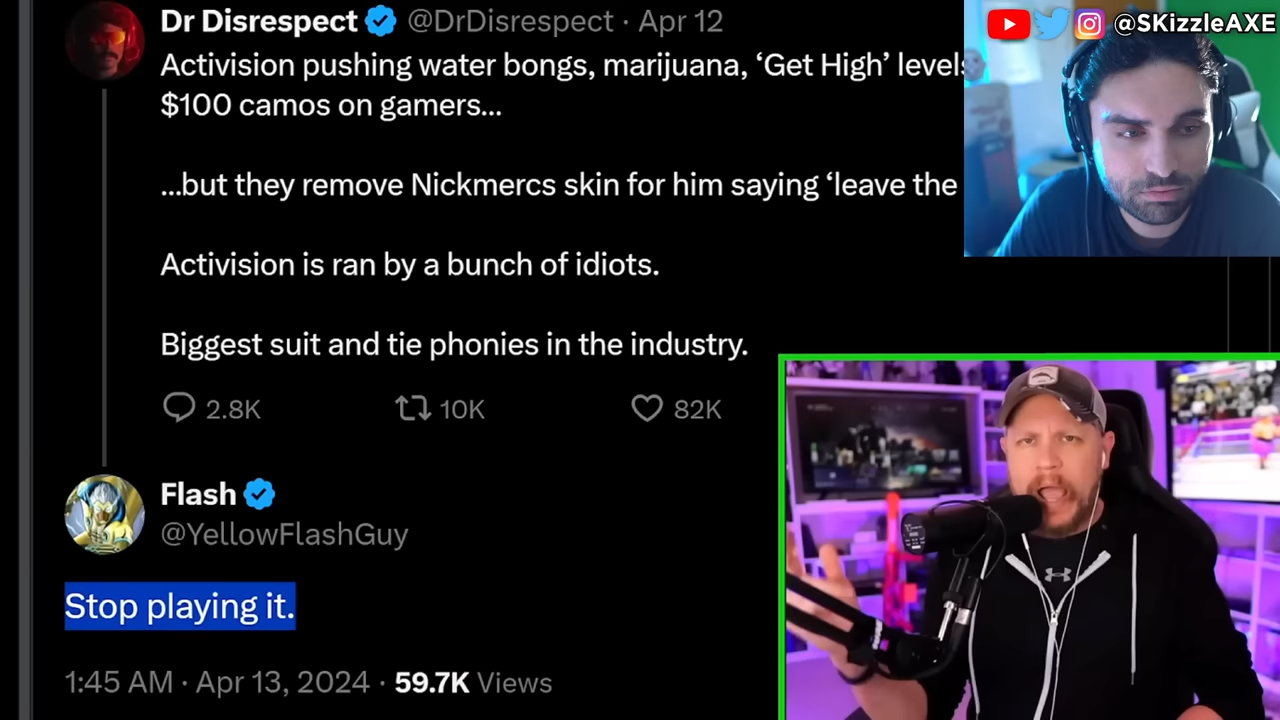 Dr Disrespect @DrDisrespect · Apr 12
Activision pushing water bongs, marijuana, ‘Get High’ levels
$100 camos on gamers...
...but they remove Nickmercs skin for him saying ‘leave the
Activision is ran by a bunch of idiots.
Biggest suit and tie phonies in the industry.
2.8K 10K 82K
Flash
@YellowFlashGuy
Stop playing it.
1:45 AM · Apr 13, 2024 · 59.7K Views
@SKizzleAXE